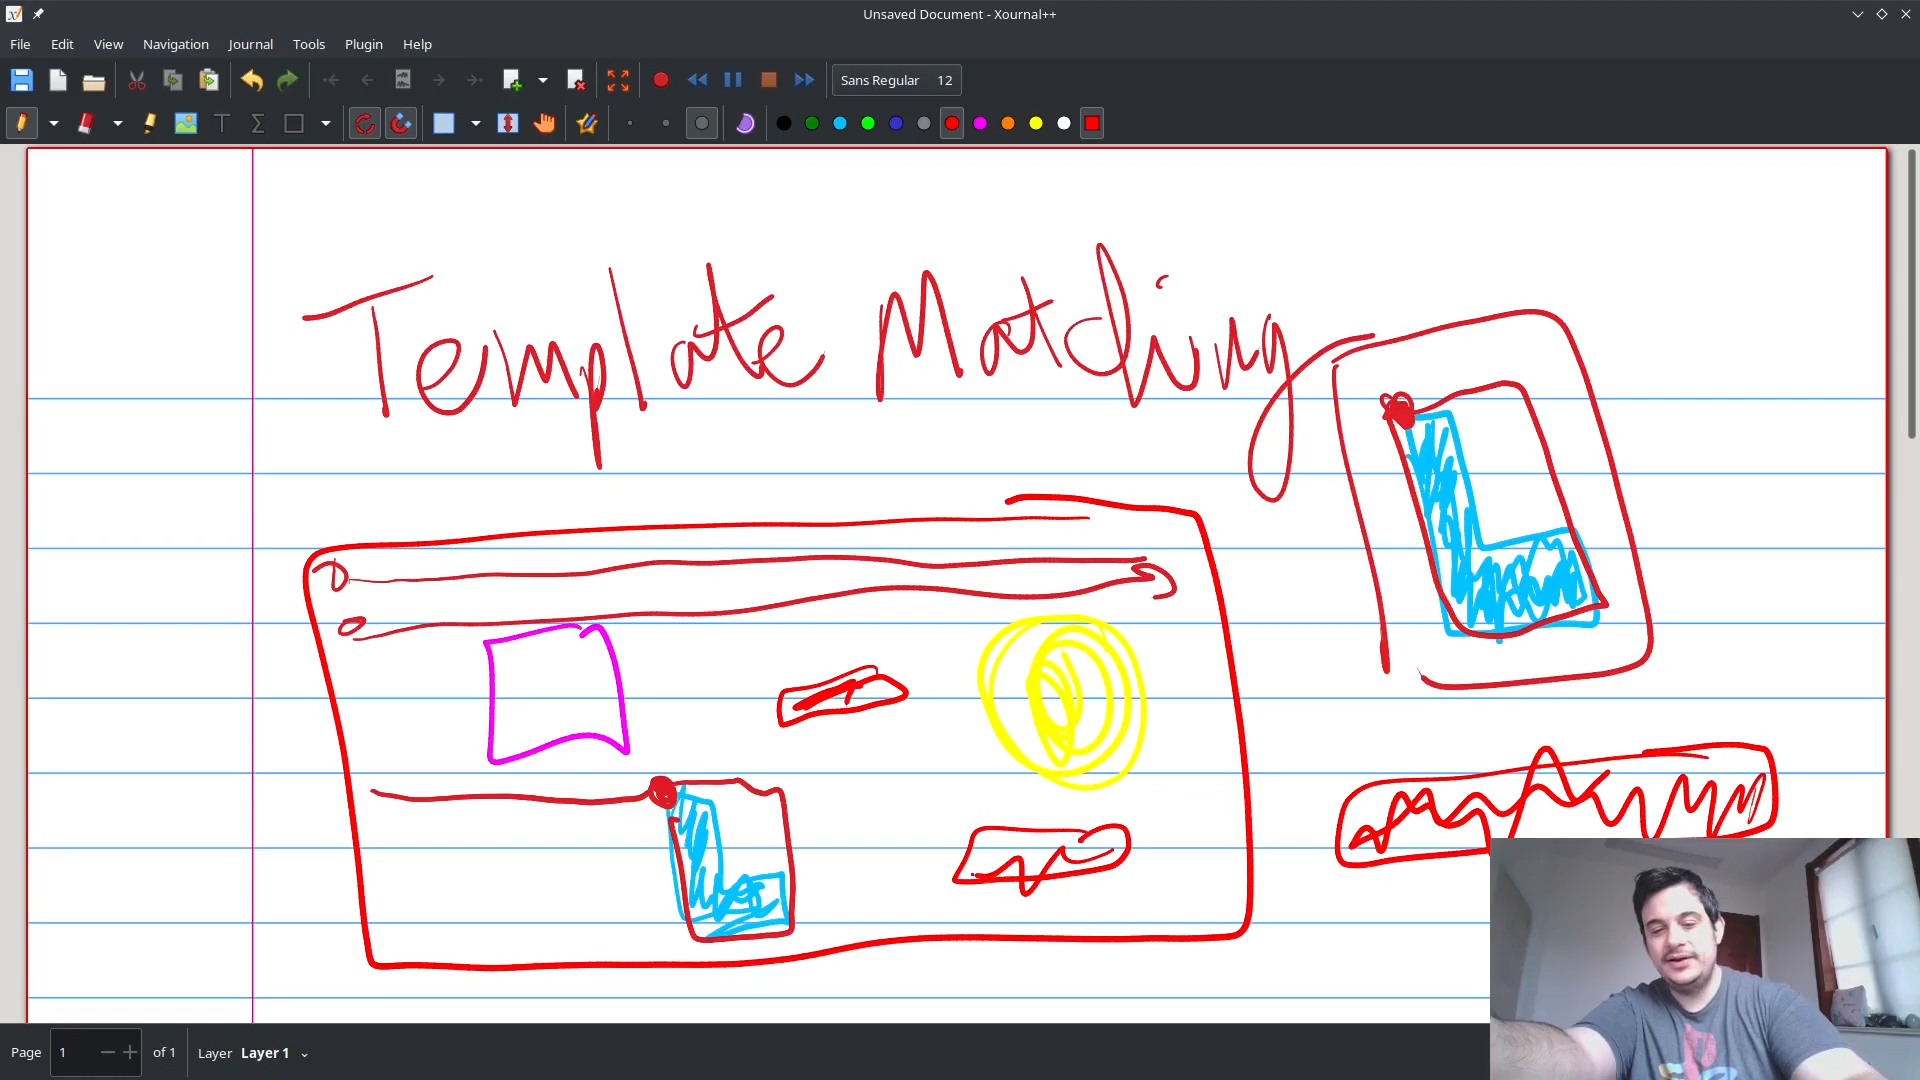 Unsaved Document - Xournal++
File Edit View Navigation Journal Tools Plugin Help
Sans Regular 12
Template Matching
Page 1 of 1 Layer Layer 1